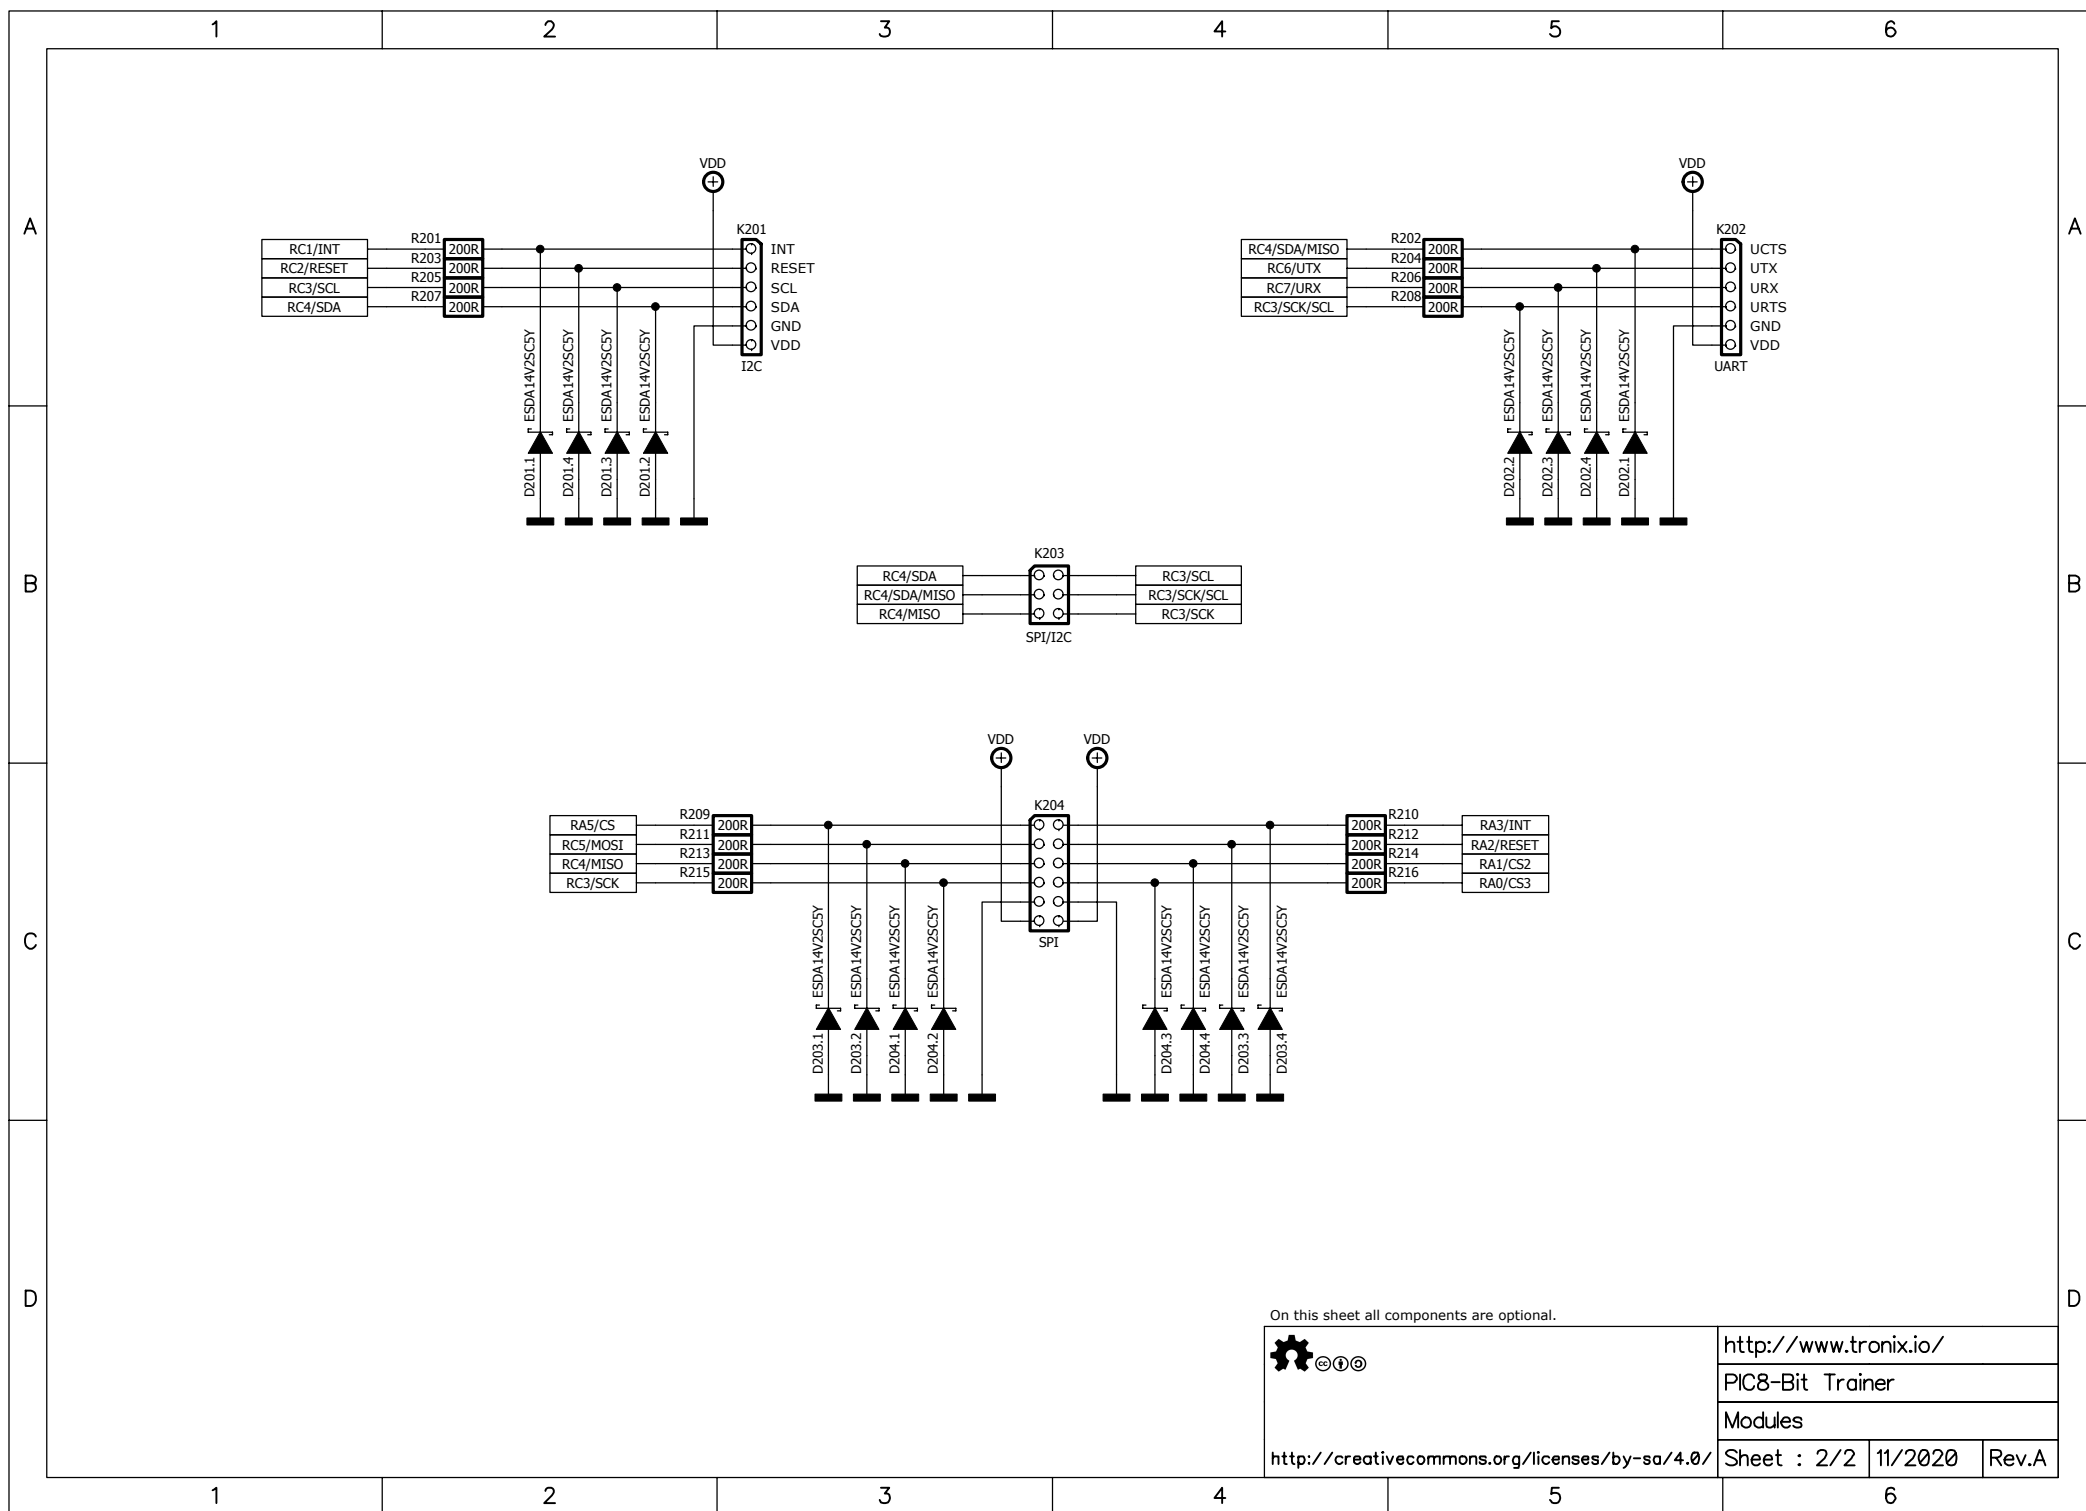 1 2 3 4 5 6
A A
B B
C C
D D
VDD
K201
RC1/INT R201 200R INT
RC2/RESET R203 200R RESET
RC3/SCL R205 200R SCL
RC4/SDA R207 200R SDA
GND
VDD
I2C
ESDA14V2SC5Y ESDA14V2SC5Y ESDA14V2SC5Y ESDA14V2SC5Y
D201.1 D201.4 D201.3 D201.2
VDD
K202
RC4/SDA/MISO R202 200R UCTS
RC6/UTX R204 200R UTX
RC7/URX R206 200R URX
RC3/SCK/SCL R208 200R URTS
GND
VDD
UART
ESDA14V2SC5Y ESDA14V2SC5Y ESDA14V2SC5Y ESDA14V2SC5Y
D202.2 D202.3 D202.4 D202.1
K203
RC4/SDA RC3/SCL
RC4/SDA/MISO RC3/SCK/SCL
RC4/MISO RC3/SCK
SPI/I2C
VDD VDD
K204
RA5/CS R209 200R 200R R210 RA3/INT
RC5/MOSI R211 200R 200R R212 RA2/RESET
RC4/MISO R213 200R 200R R214 RA1/CS2
RC3/SCK R215 200R 200R R216 RA0/CS3
SPI
ESDA14V2SC5Y ESDA14V2SC5Y ESDA14V2SC5Y ESDA14V2SC5Y ESDA14V2SC5Y ESDA14V2SC5Y ESDA14V2SC5Y ESDA14V2SC5Y
D203.1 D203.2 D204.1 D204.2 D204.3 D204.4 D203.3 D203.4
On this sheet all components are optional.
cc
http://creativecommons.org/licenses/by-sa/4.0/
http://www.tronix.io/
PIC8-Bit Trainer
Modules
Sheet : 2/2 11/2020 Rev.A
1 2 3 4 5 6